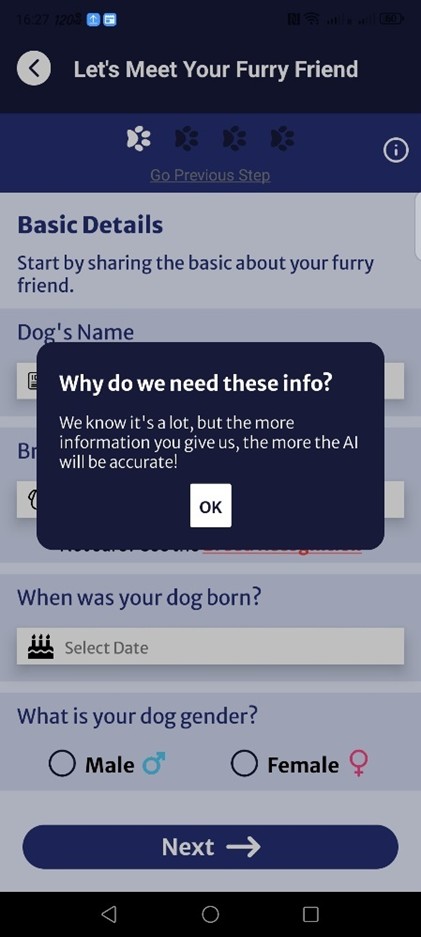 16:27
Let's Meet Your Furry Friend
Go Previous Step
Basic Details
Start by sharing the basic about your furry
friend.
Dog's Name
Why do we need these info?
We know it's a lot, but the more
information you give us, the more the AI
will be accurate!
OK
Br
When was your dog born?
Select Date
What is your dog gender?
Male
Female
Next